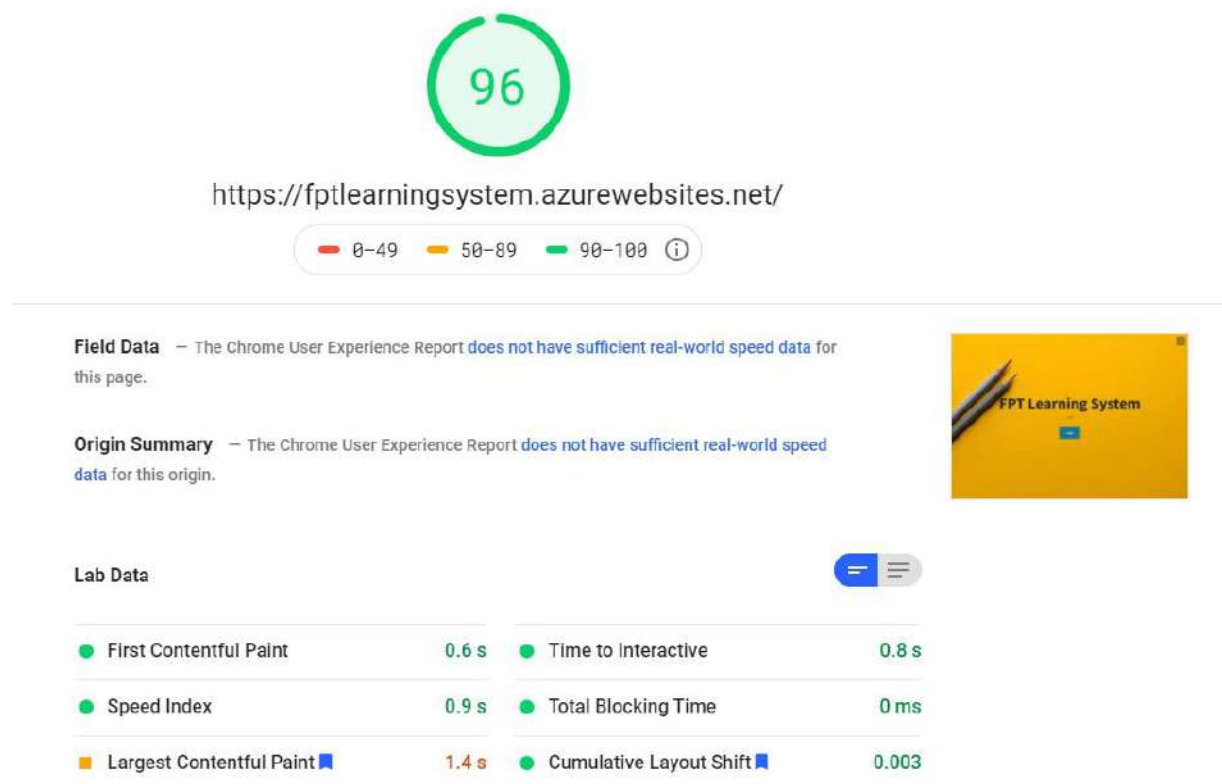 96
https://fptlearningsystem.azurewebsites.net/
0–49 50–89 90–100
Field Data — The Chrome User Experience Report does not have sufficient real-world speed data for
this page.
FPT Learning System
Origin Summary — The Chrome User Experience Report does not have sufficient real-world speed
data for this origin.
Lab Data
First Contentful Paint 0.6 s
Time to Interactive 0.8 s
Speed Index 0.9 s
Total Blocking Time 0 ms
Largest Contentful Paint 1.4 s
Cumulative Layout Shift 0.003